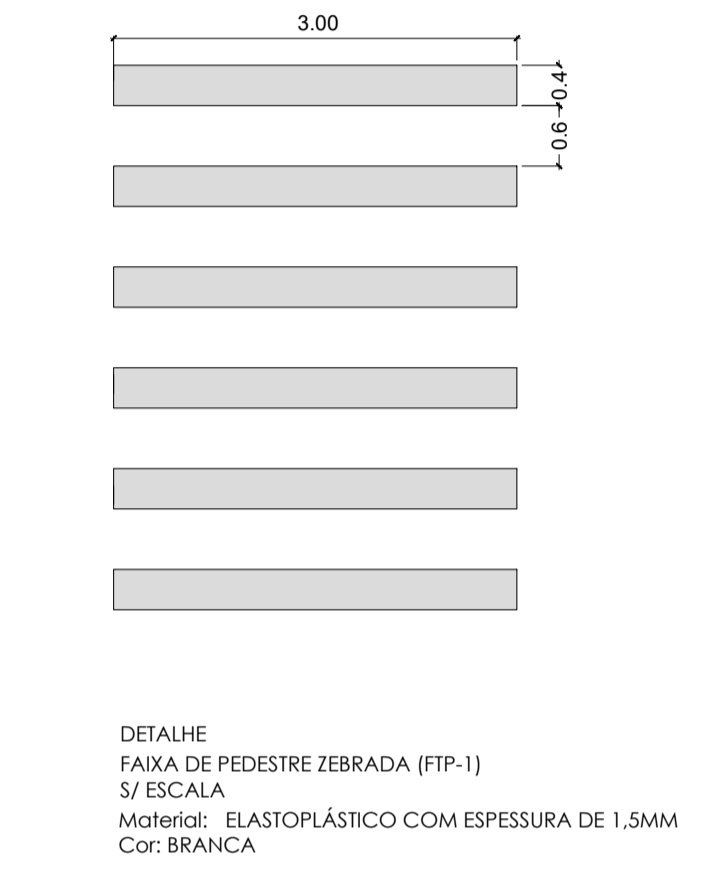 3.00
0.4
0.6
DETALHE
FAIXA DE PEDESTRE ZEBRADA (FTP-1)
S/ ESCALA
Material: ELASTOPLÁSTICO COM ESPESSURA DE 1,5MM
Cor: BRANCA